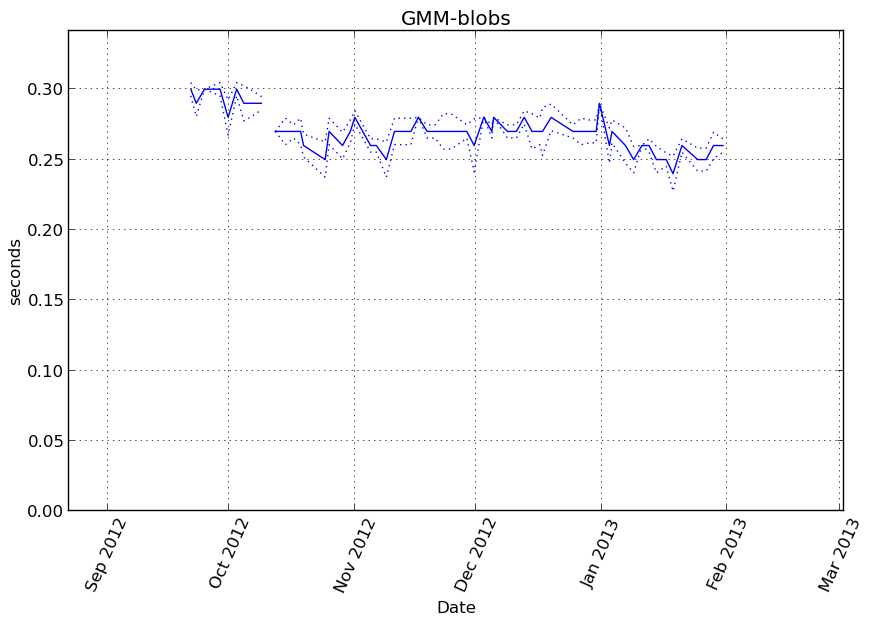 GMM-blobs
0.30
0.25
0.20
0.15
0.10
0.05
0.00
seconds
Sep 2012
Oct 2012
Nov 2012
Dec 2012
Jan 2013
Feb 2013
Mar 2013
Date